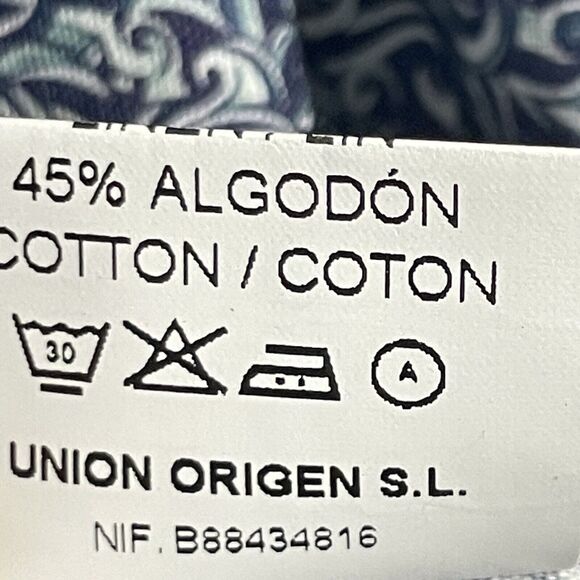 45% ALGODÓN
COTTON / COTON
30 A
UNION ORIGEN S.L.
NIF. B88434816